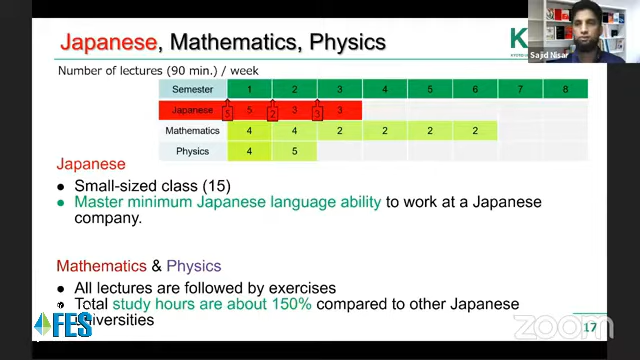 Japanese, Mathematics, Physics
K
Sajid Nisar
Number of lectures (90 min.) / week
Semester 1 2 3 4 5 6 7 8
Japanese 5 5 2 3 3 3
Mathematics 4 4 2 2 2 2
Physics 4 5
Japanese
● Small-sized class (15)
● Master minimum Japanese language ability to work at a Japanese
company.
Mathematics & Physics
● All lectures are followed by exercises
● Total study hours are about 150% compared to other Japanese
universities
FES
zoom
17